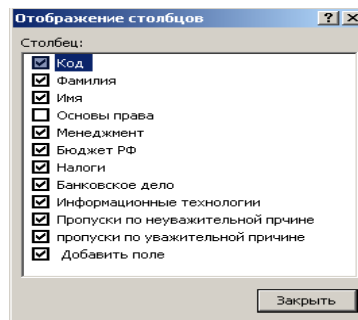 Отображение столбцов
Столбец:
Код
Фамилия
Имя
Основы права
Менеджмент
Бюджет РФ
Налоги
Банковское дело
Информационные технологии
Пропуски по неуважительной прчине
пропуски по уважительной причине
Добавить поле
Закрыть